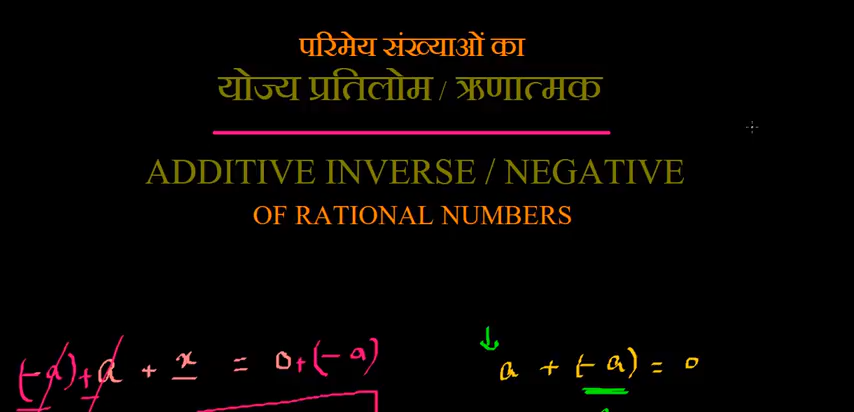 परिमेय संख्याओं का
योज्य प्रतिलोम / ऋणात्मक
ADDITIVE INVERSE / NEGATIVE
OF RATIONAL NUMBERS
(-a) + a + x = 0 + (-a)
a + (-a) = 0